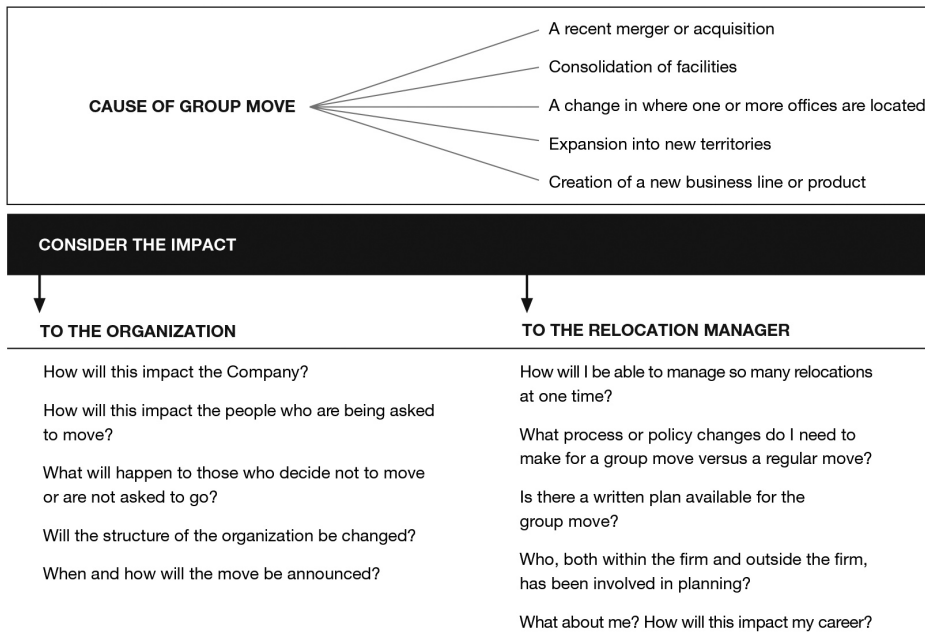 CAUSE OF GROUP MOVE
A recent merger or acquisition
Consolidation of facilities
A change in where one or more offices are located
Expansion into new territories
Creation of a new business line or product
CONSIDER THE IMPACT
TO THE ORGANIZATION
How will this impact the Company?
How will this impact the people who are being asked
to move?
What will happen to those who decide not to move
or are not asked to go?
Will the structure of the organization be changed?
When and how will the move be announced?
TO THE RELOCATION MANAGER
How will I be able to manage so many relocations
at one time?
What process or policy changes do I need to
make for a group move versus a regular move?
Is there a written plan available for the
group move?
Who, both within the firm and outside the firm,
has been involved in planning?
What about me? How will this impact my career?